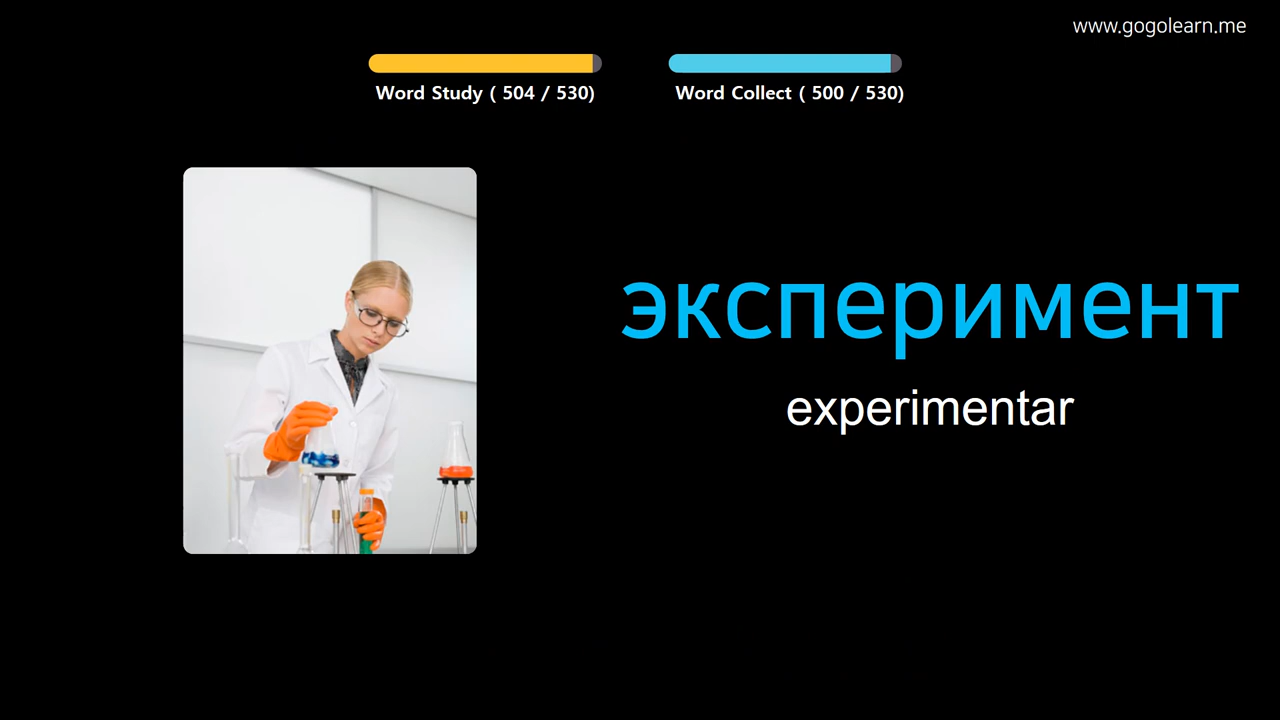 www.gogolearn.me
Word Study ( 504 / 530)
Word Collect ( 500 / 530)
эксперимент
experimentar